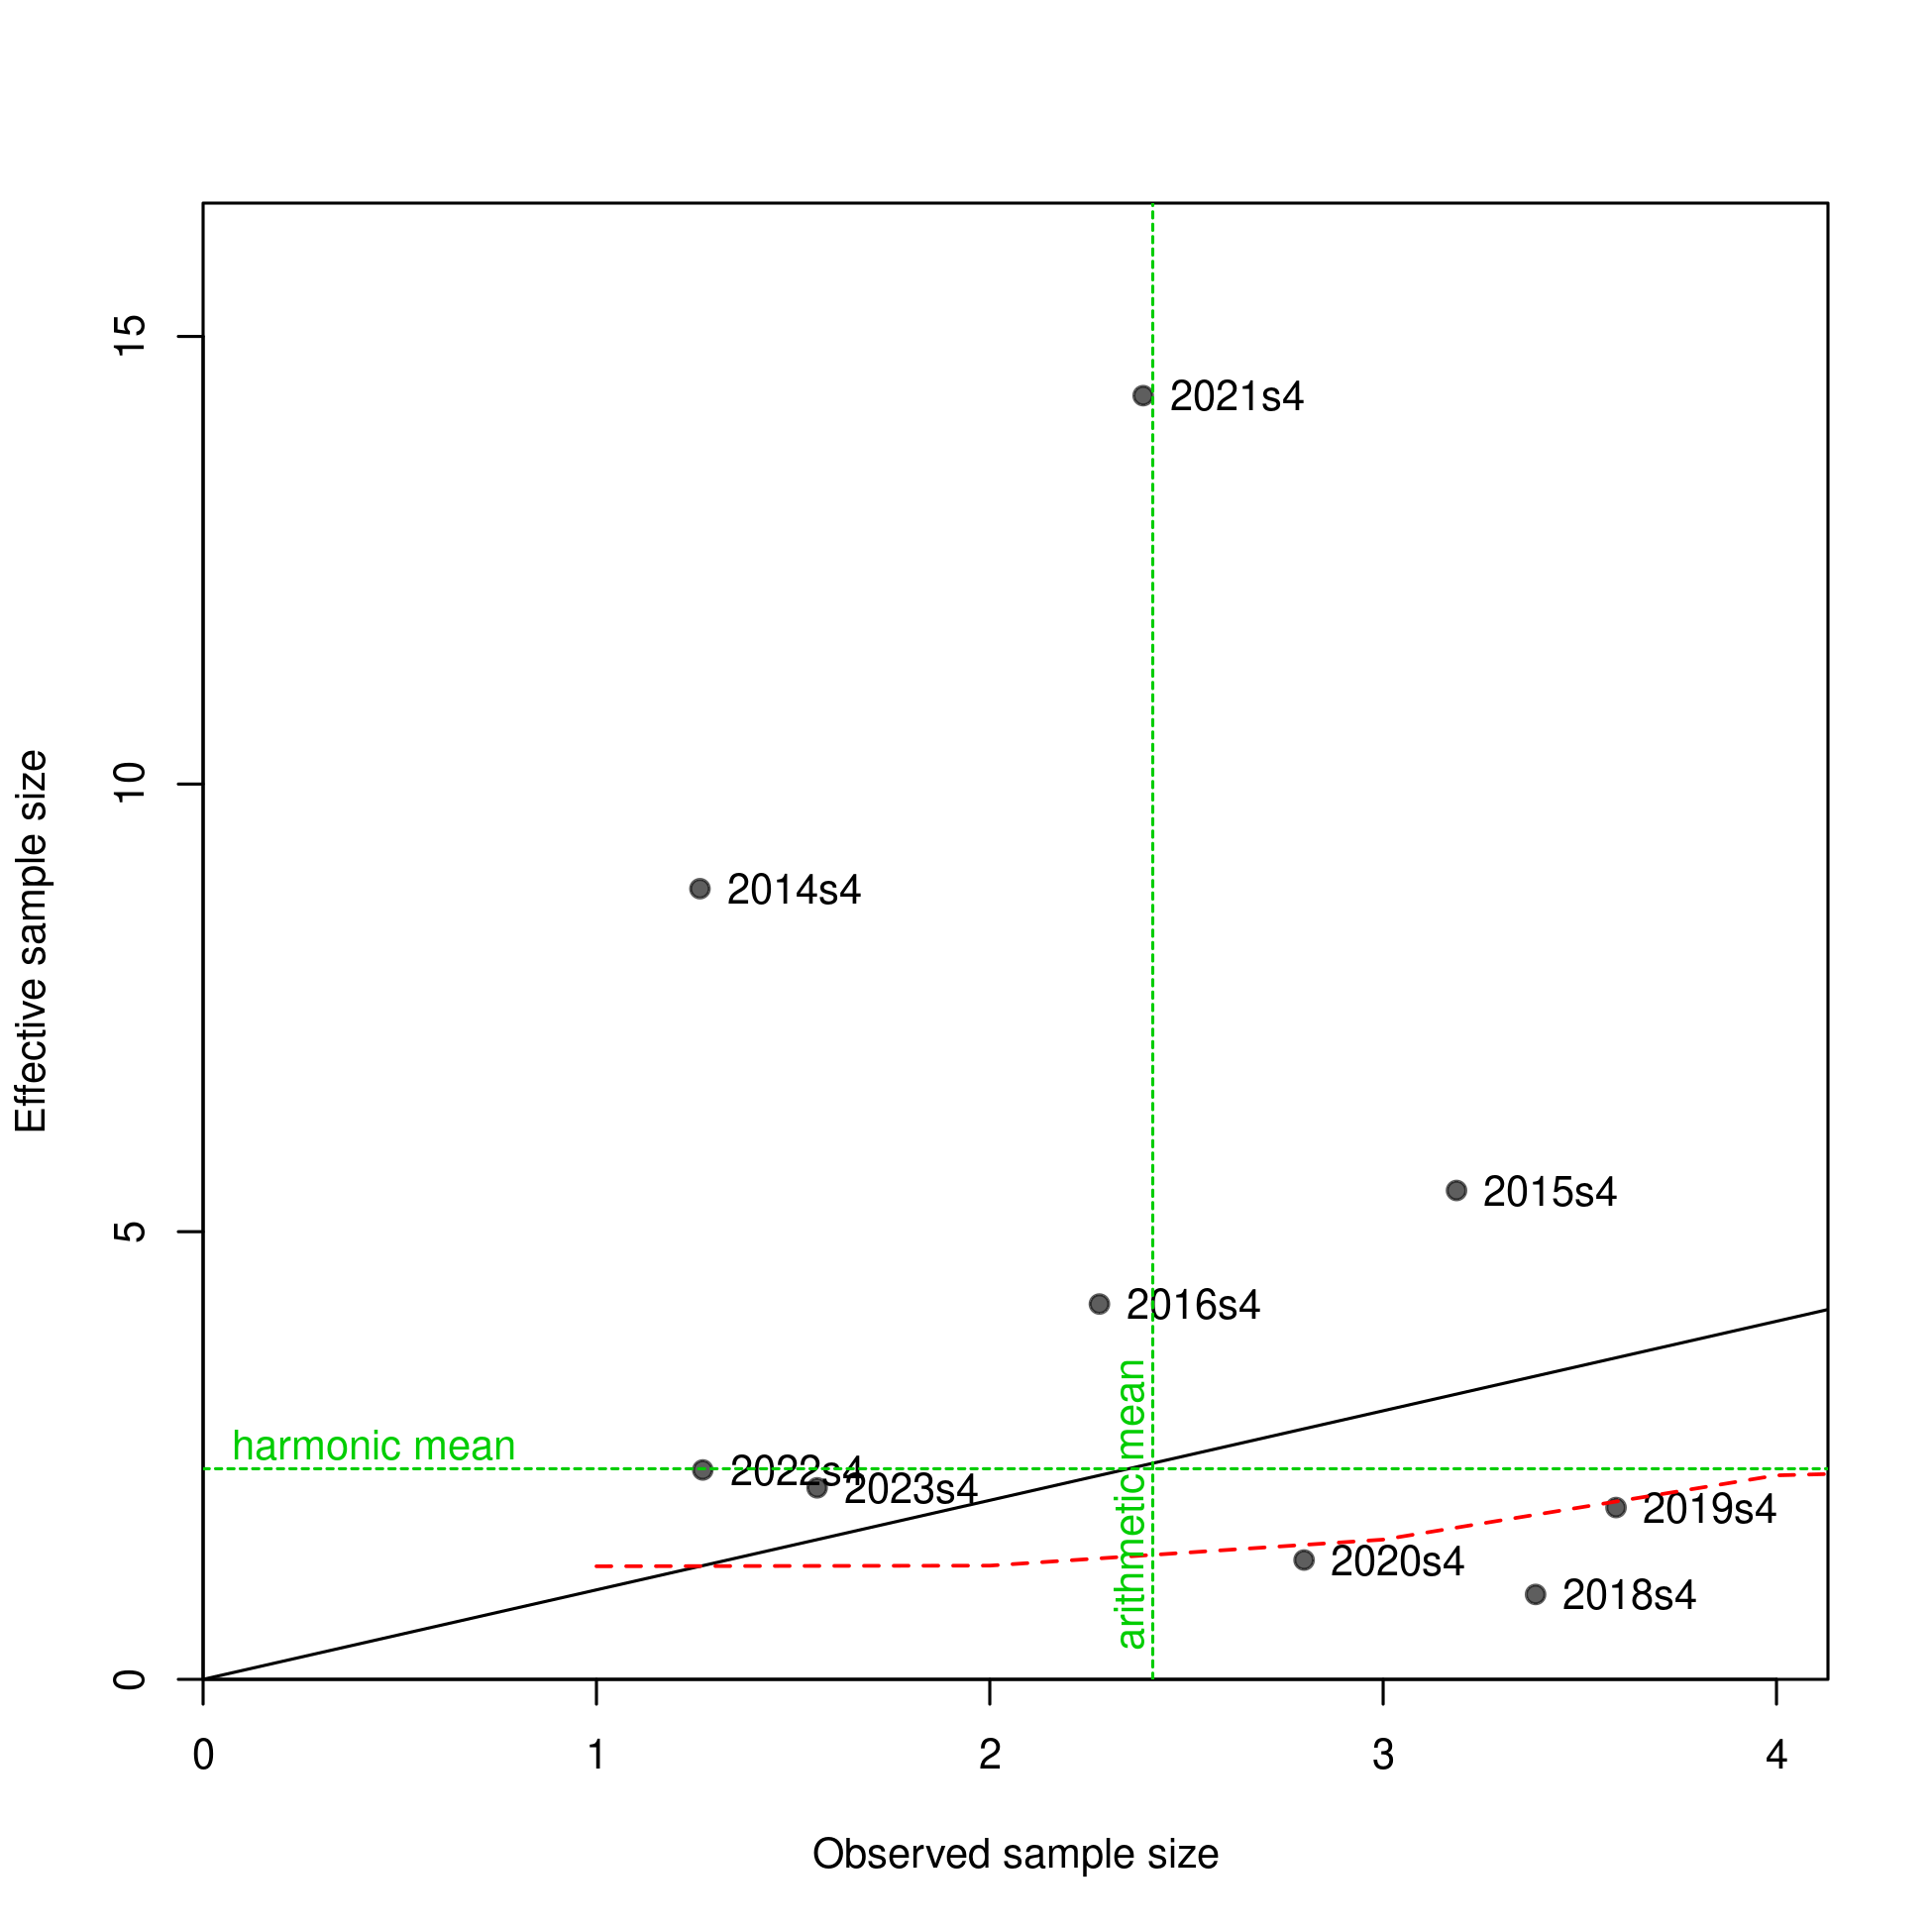 15
2021s4
10
2014s4
Effective sample size
2015s4
5
2016s4
harmonic mean
arithmetic mean
2022s4
2023s4
2019s4
2020s4
2018s4
0
0
1
2
3
4
Observed sample size